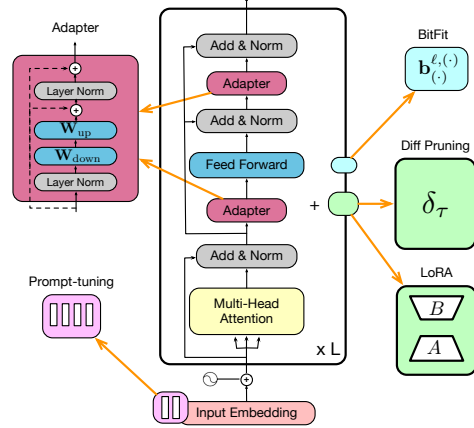 Adapter
Layer Norm
W_up
W_down
Layer Norm
Add & Norm
Adapter
Add & Norm
Feed Forward
Adapter
+
Add & Norm
Multi-Head
Attention
x L
Input Embedding
Prompt-tuning
BitFit
b_{(·)}^{ℓ,(·)}
Diff Pruning
δ_τ
LoRA
B
A